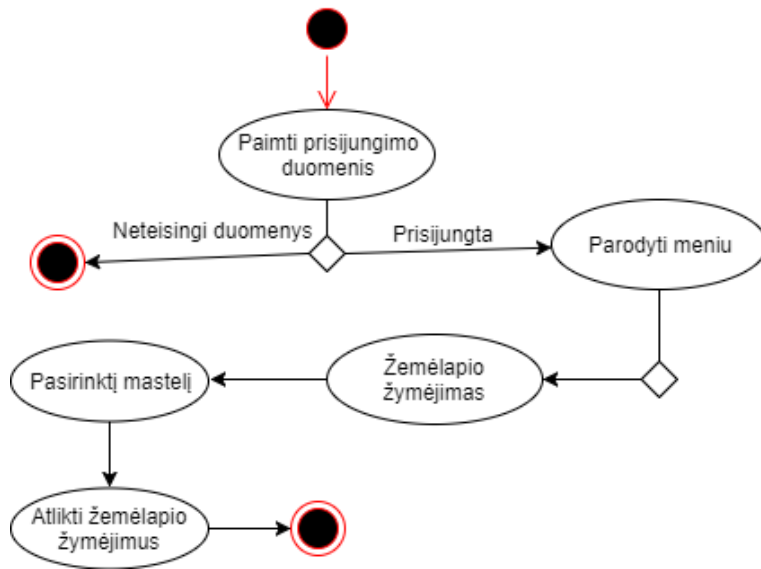 Paimti prisijungimo
duomenis
Neteisingi duomenys
Prisijungta
Parodyti meniu
Žemėlapio
žymėjimas
Pasirinktį mastelį
Atlikti žemėlapio
žymėjimus